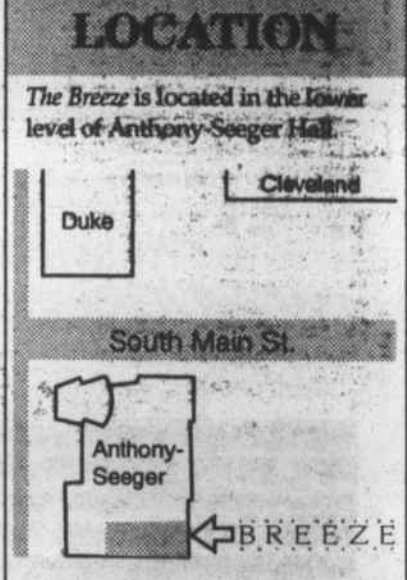 LOCATION
The Breeze is located in the lower
level of Anthony-Seeger Hall.
Cleveland
Duke
South Main St.
Anthony-
Seeger
BREEZE